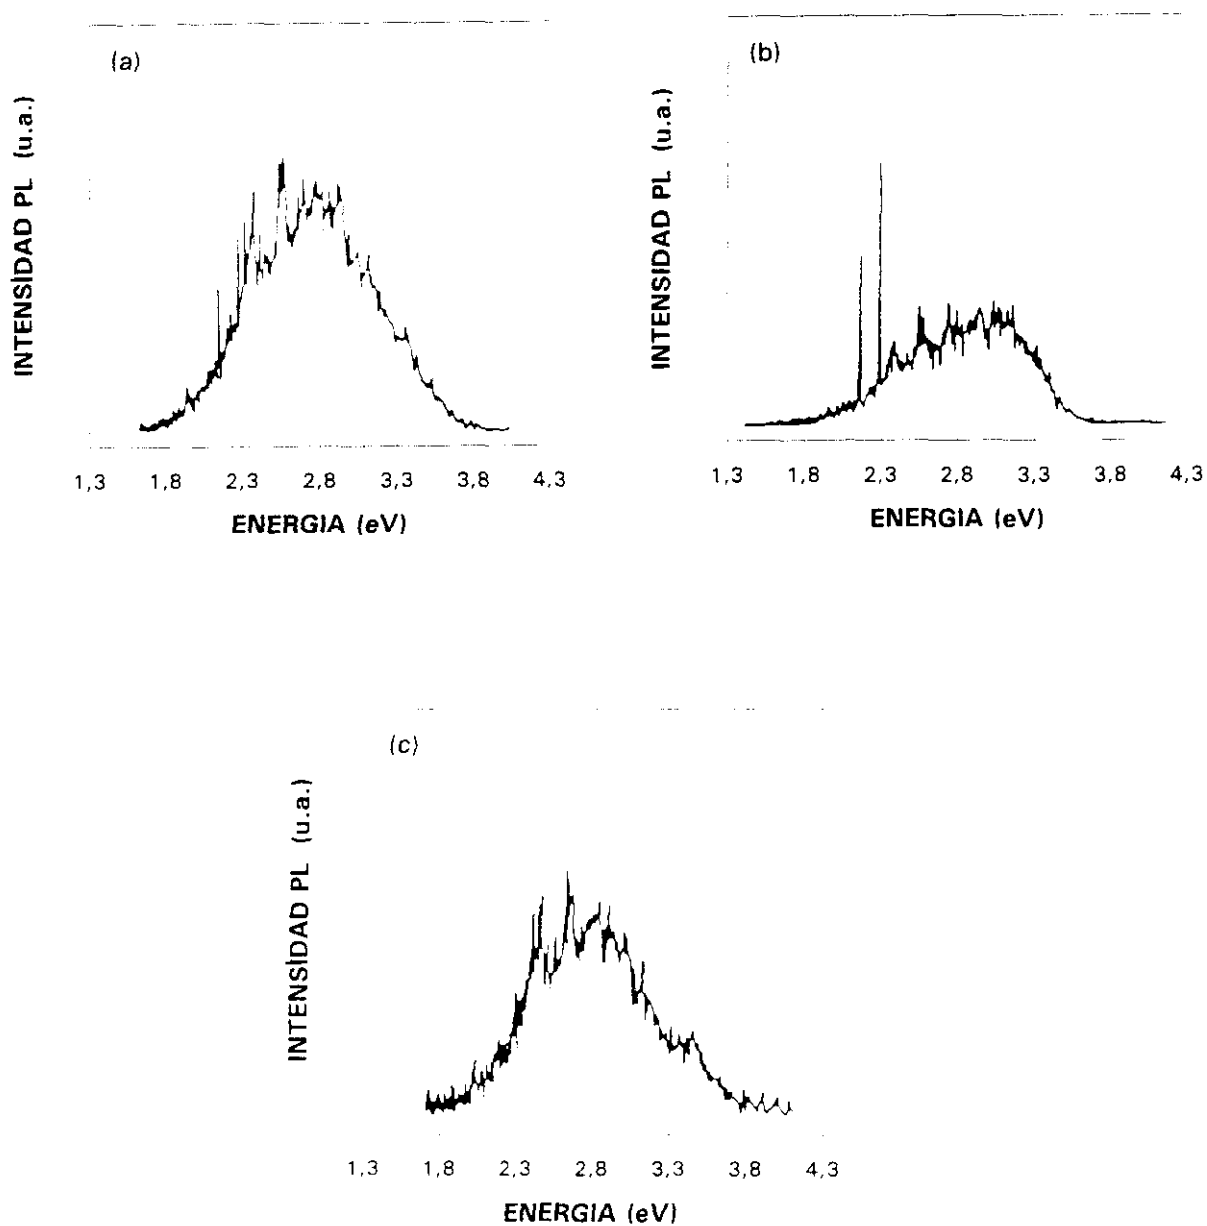 (a)
INTENSIDAD PL (u.a.)
1,3 1,8 2,3 2,8 3,3 3,8 4,3
ENERGIA (eV)
(b)
INTENSIDAD PL (u.a.)
1,3 1,8 2,3 2,8 3,3 3,8 4,3
ENERGIA (eV)
(c)
INTENSIDAD PL (u.a.)
1,3 1,8 2,3 2,8 3,3 3,8 4,3
ENERGIA (eV)